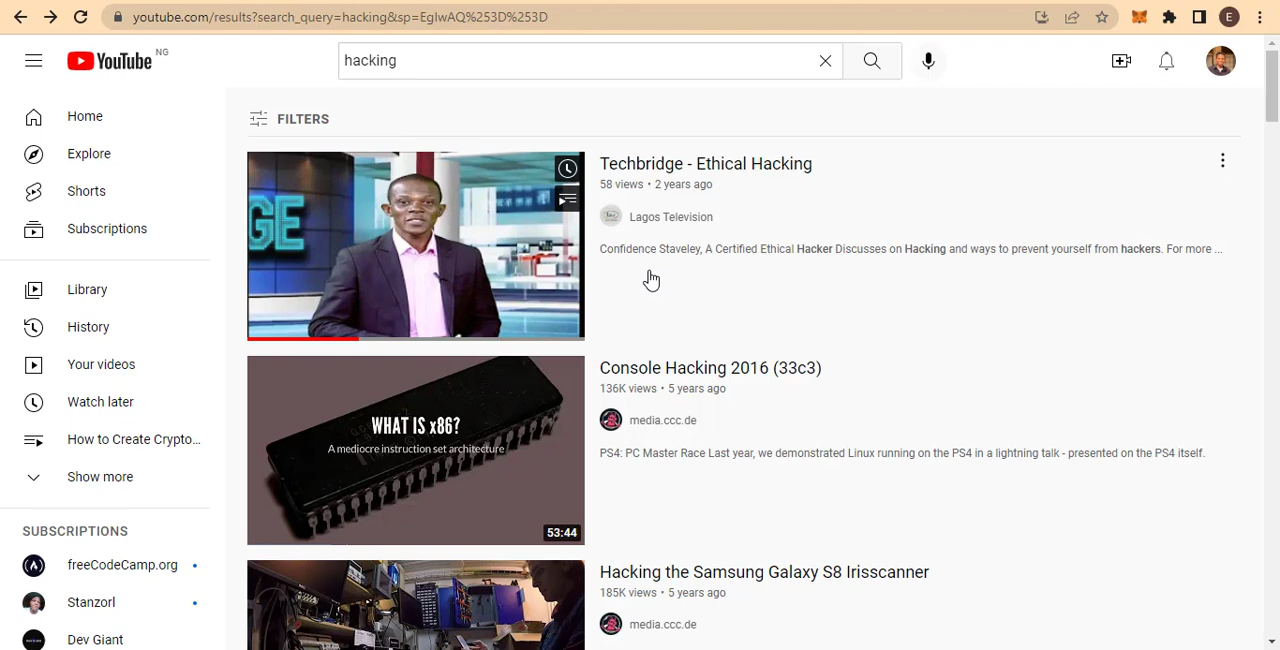 youtube.com/results?search_query=hacking&sp=EgIwAQ%253D%253D
E
YouTube NG
hacking
Home
Explore
Shorts
Subscriptions
Library
History
Your videos
Watch later
How to Create Crypto...
Show more
SUBSCRIPTIONS
freeCodeCamp.org
Stanzorl
Dev Giant
FILTERS
GE
Techbridge - Ethical Hacking
58 views • 2 years ago
Lagos Television
Confidence Staveley, A Certified Ethical Hacker Discusses on Hacking and ways to prevent yourself from hackers. For more ...
WHAT IS x86?
A mediocre instruction set architecture
53:44
Console Hacking 2016 (33c3)
136K views • 5 years ago
media.ccc.de
PS4: PC Master Race Last year, we demonstrated Linux running on the PS4 in a lightning talk - presented on the PS4 itself.
Hacking the Samsung Galaxy S8 Irisscanner
185K views • 5 years ago
media.ccc.de